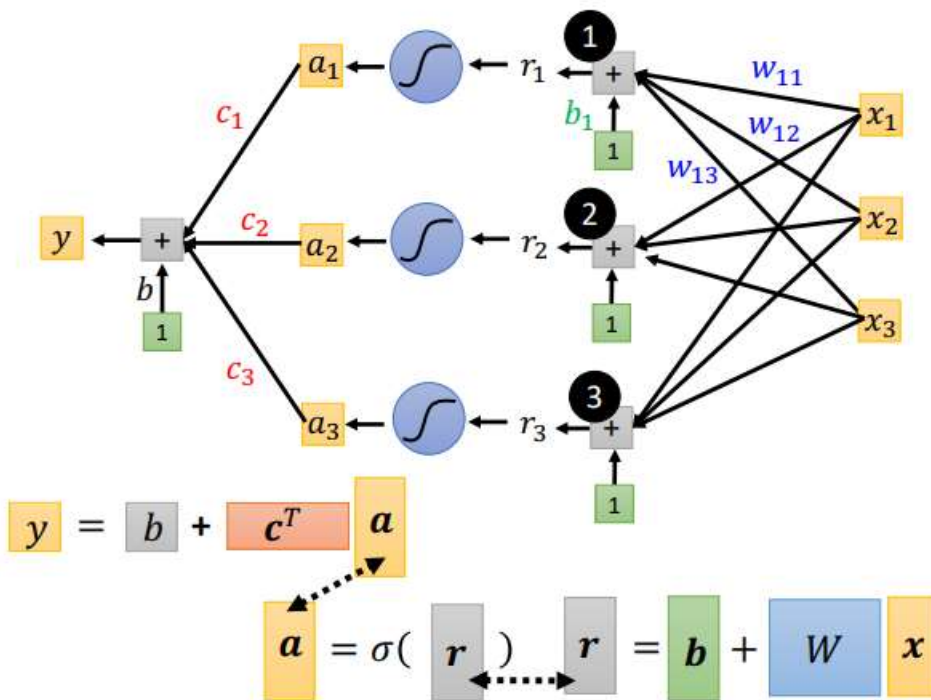 1
a₁ r₁ + w₁₁
c₁ b₁ w₁₂ x₁
1 w₁₃
2
y + c₂ a₂ r₂ + x₂
b
1 1 x₃
c₃ 3
a₃ r₃ +
1
y = b + cᵀ a
a = σ( r ) r = b + W x